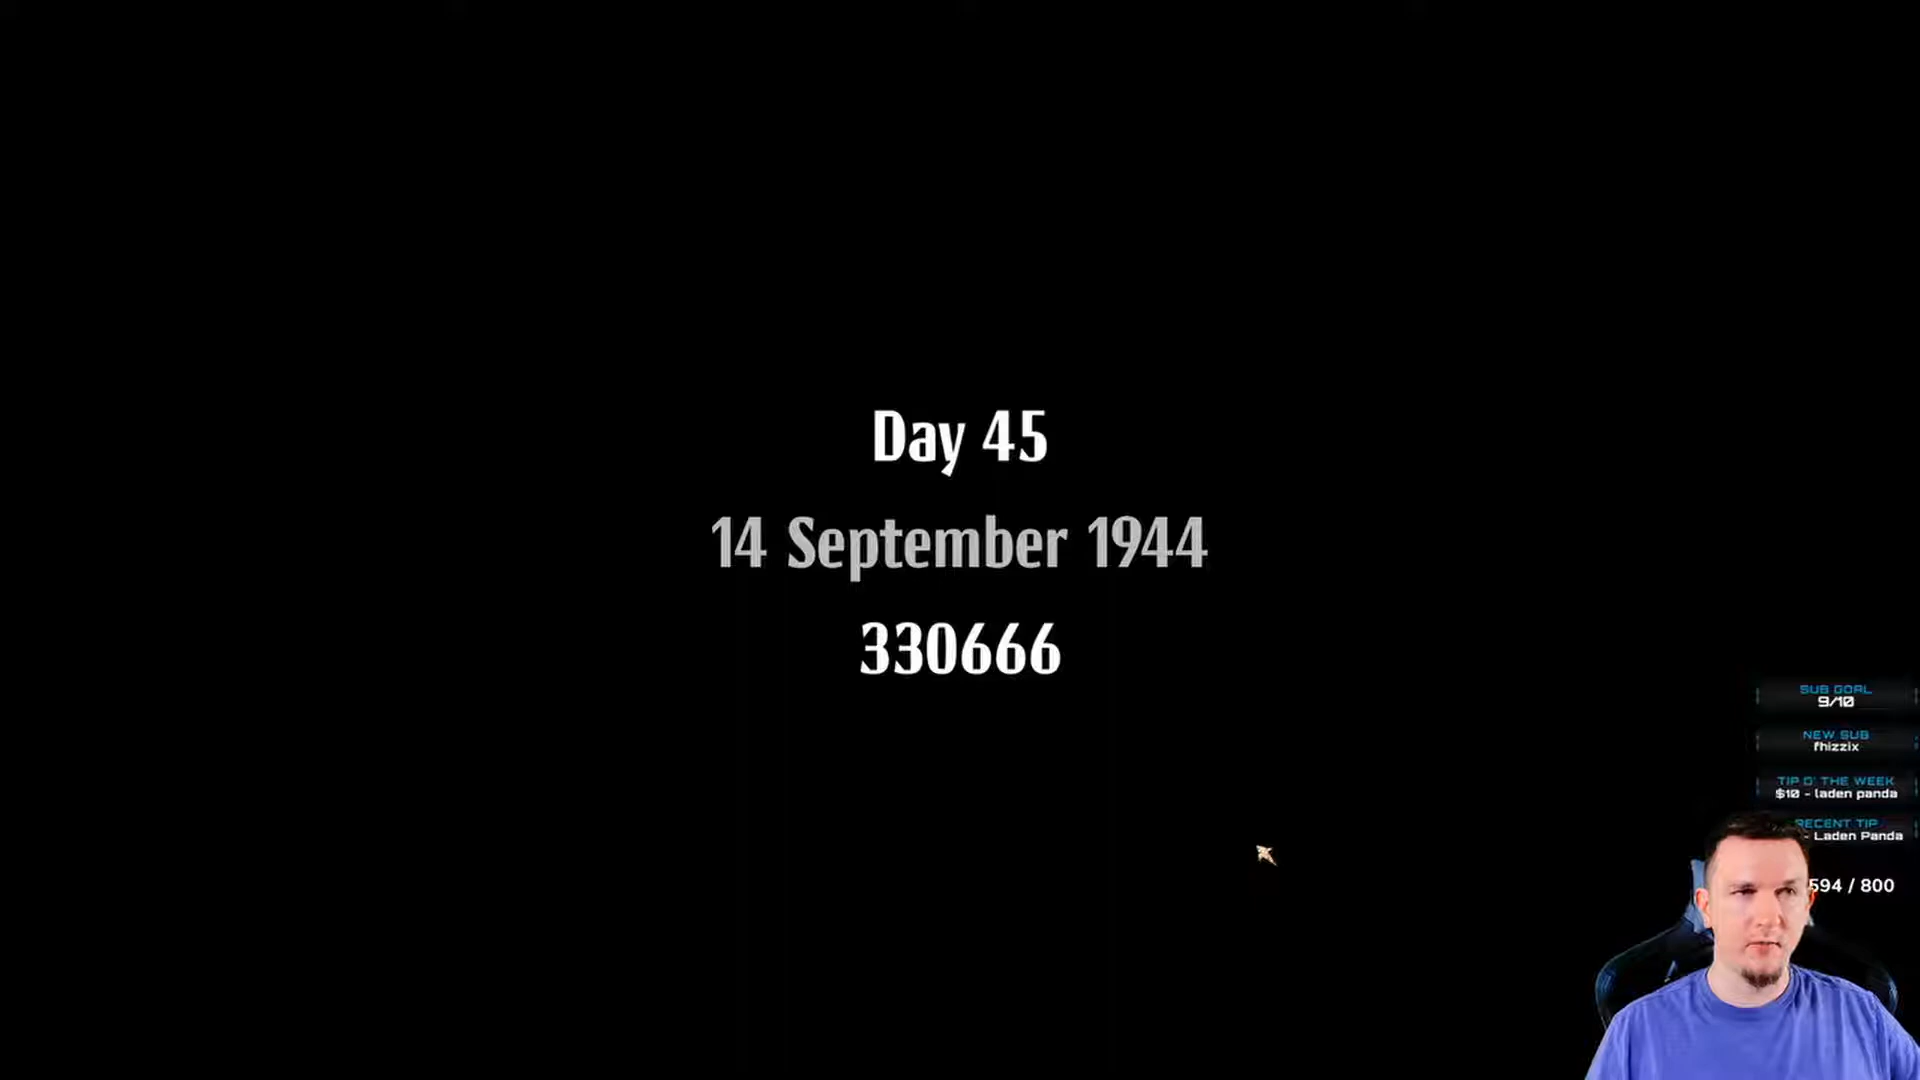 Day 45
14 September 1944
330666
SUB GOAL
9/10
NEW SUB
fhizzix
TIP O' THE WEEK
$10 - laden panda
RECENT TIP
- Laden Panda
594 / 800